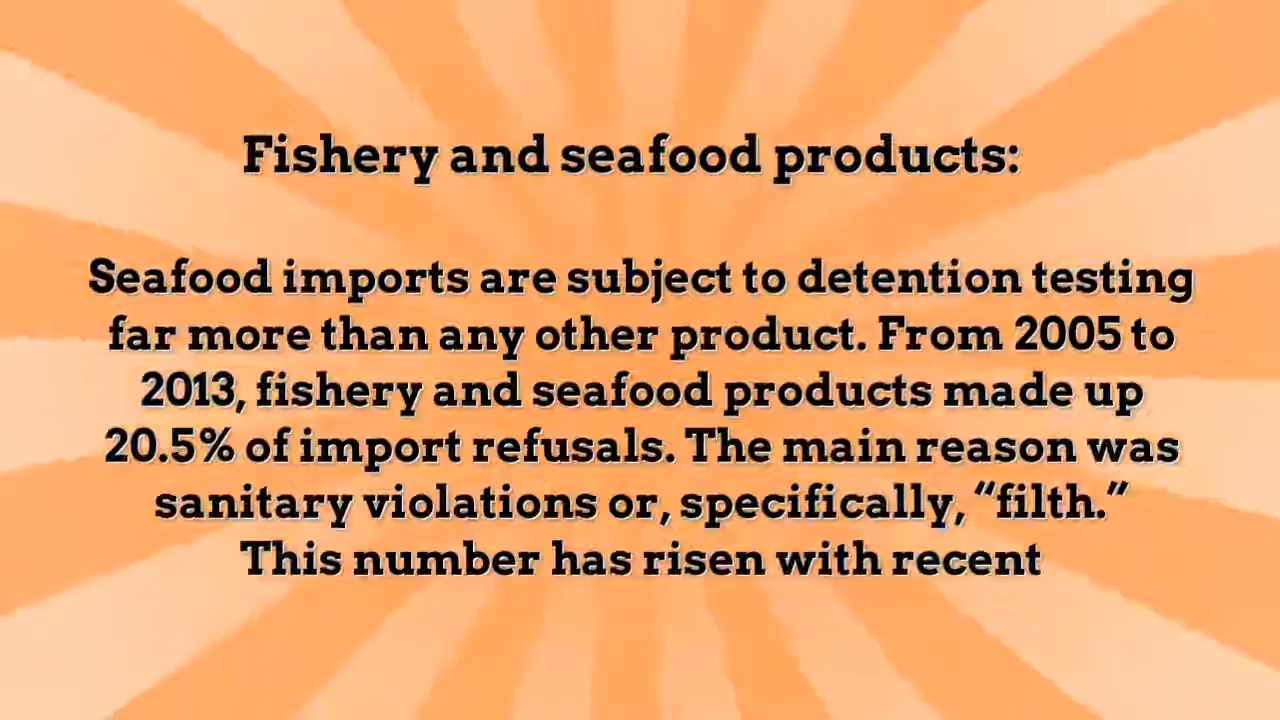 Fishery and seafood products:
Seafood imports are subject to detention testing
far more than any other product. From 2005 to
2013, fishery and seafood products made up
20.5% of import refusals. The main reason was
sanitary violations or, specifically, “filth.”
This number has risen with recent